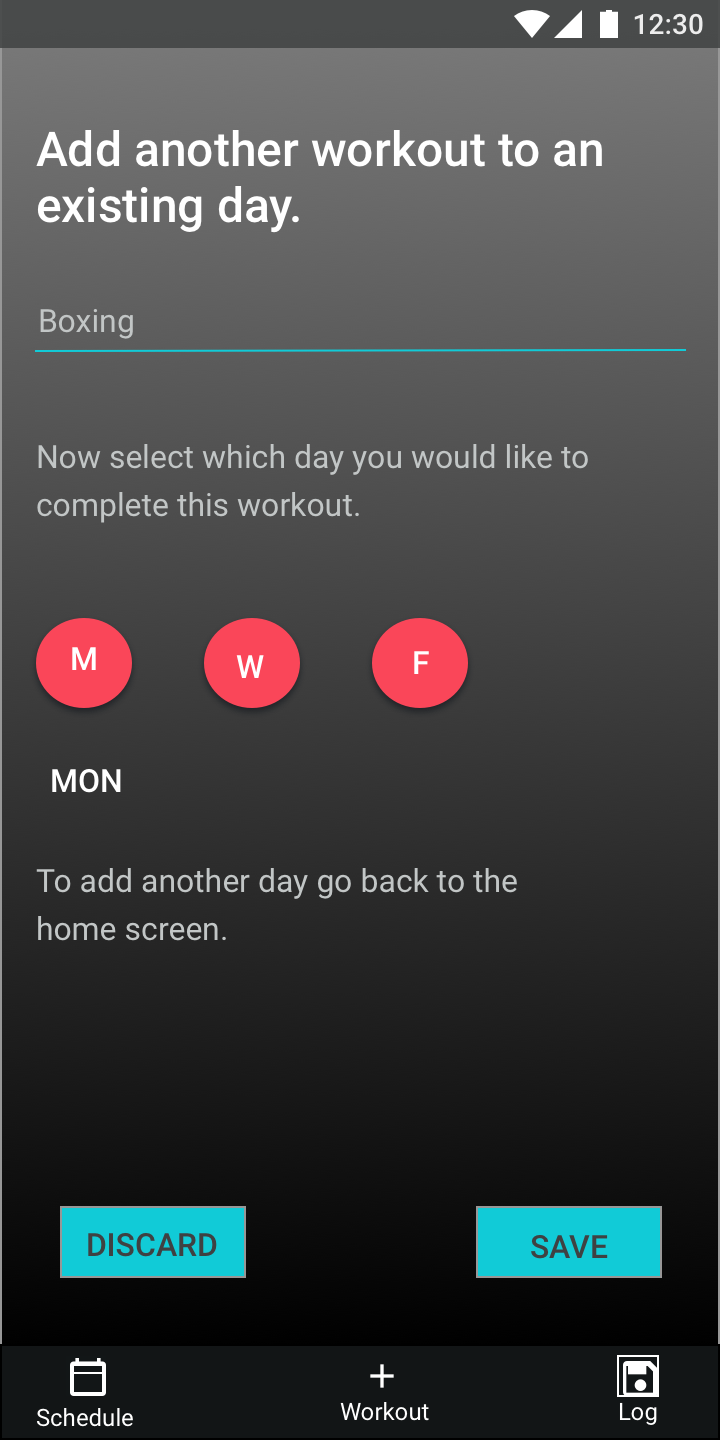 12:30
Add another workout to an
existing day.
Boxing
Now select which day you would like to
complete this workout.
M W F
MON
To add another day go back to the
home screen.
DISCARD SAVE
Schedule Workout Log